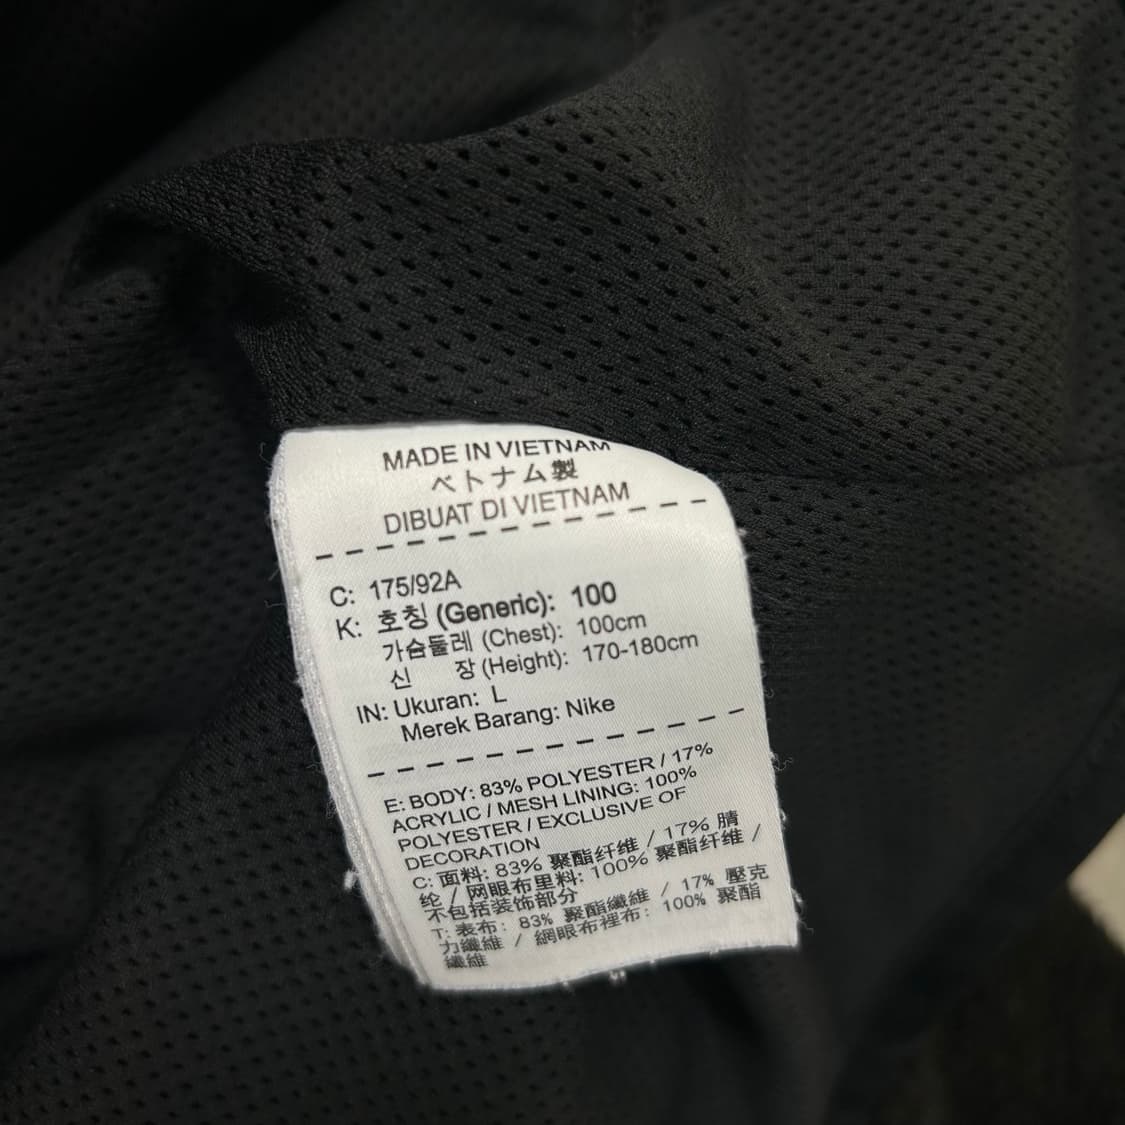 MADE IN VIETNAM
ベトナム製
DIBUAT DI VIETNAM
C: 175/92A
K: 호칭 (Generic): 100
가슴둘레 (Chest): 100cm
신 장 (Height): 170-180cm
IN: Ukuran: L
Merek Barang: Nike
E: BODY: 83% POLYESTER / 17%
ACRYLIC / MESH LINING: 100%
POLYESTER / EXCLUSIVE OF
DECORATION
C: 面料: 83% 聚酯纤维 / 17% 腈
纶 / 网眼布里料: 100% 聚酯纤维 /
不包括装饰部分
T: 表布: 83% 聚酯纖維 / 17% 壓克
力纖維 / 網眼布裡布: 100% 聚酯
纖維